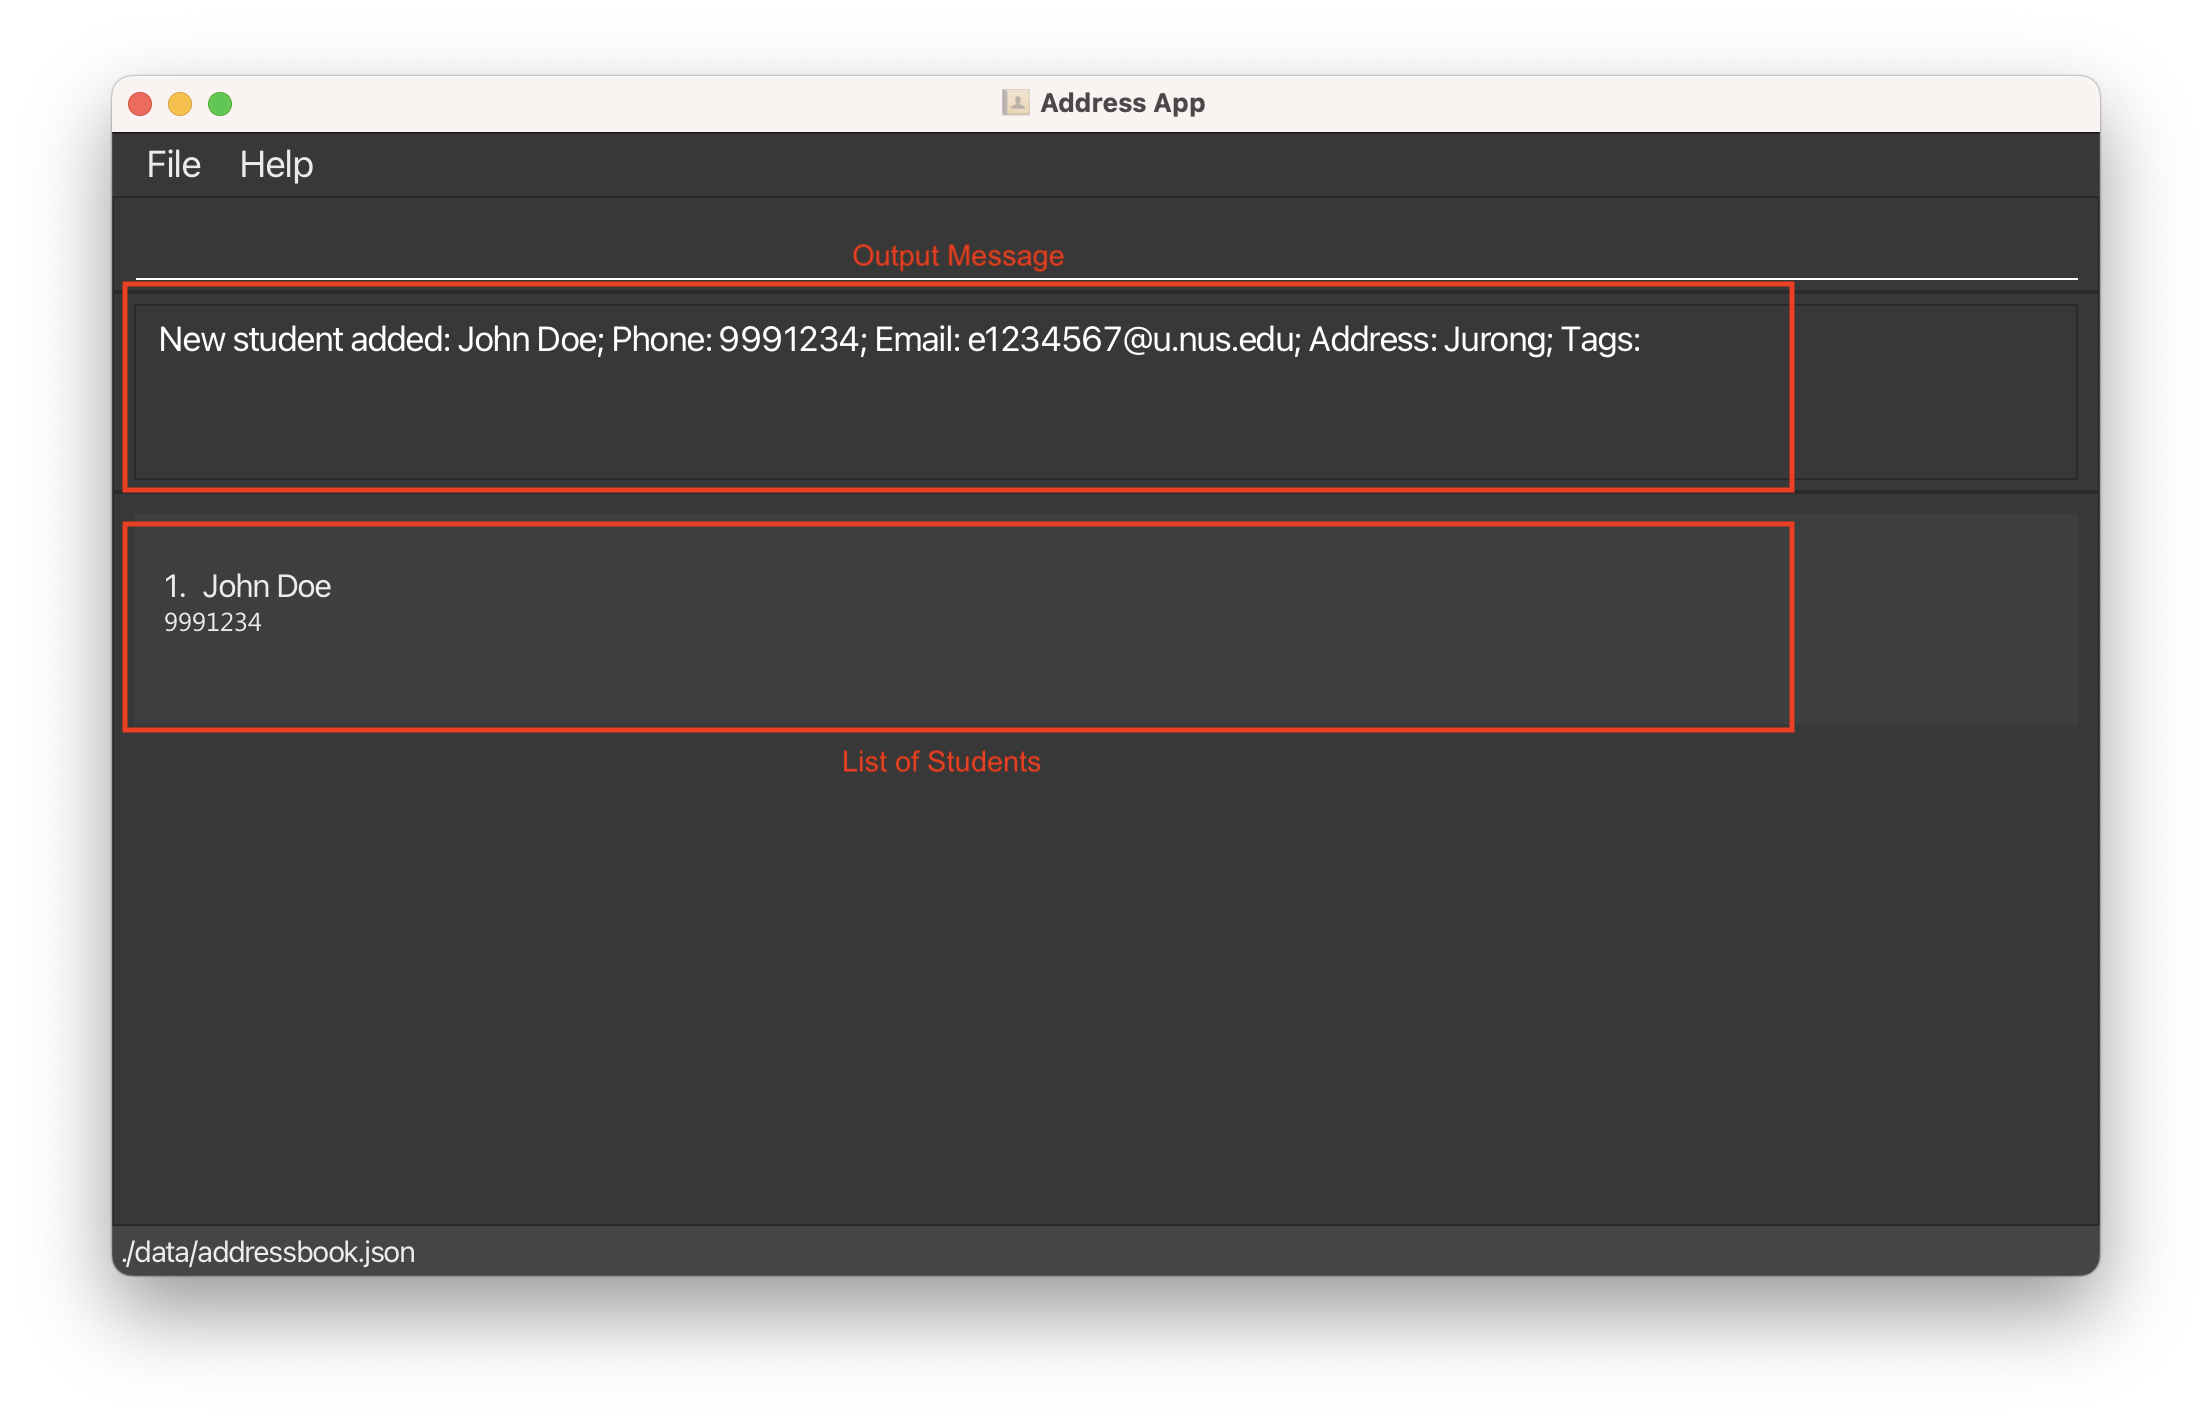 Address App
File Help
Output Message
New student added: John Doe; Phone: 9991234; Email: e1234567@u.nus.edu; Address: Jurong; Tags:
1. John Doe
9991234
List of Students
./data/addressbook.json